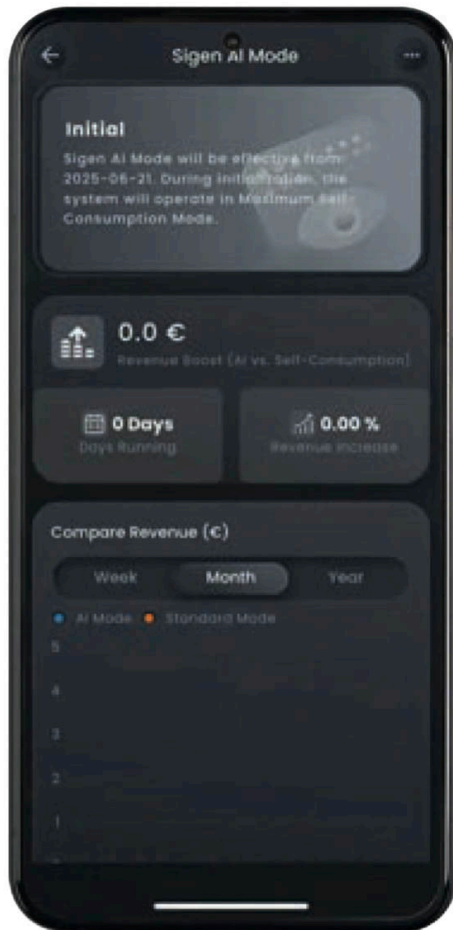 Sigen AI Mode
Initial
Sigen AI Mode will be effective from
2025-06-21. During initialization, the
system will operate in Maximum Self-
Consumption Mode.
0.0 €
Revenue Boost (AI vs. Self-Consumption)
0 Days
Days Running
0.00 %
Revenue Increase
Compare Revenue (€)
Week Month Year
AI Mode Standard Mode
5
4
3
2
1